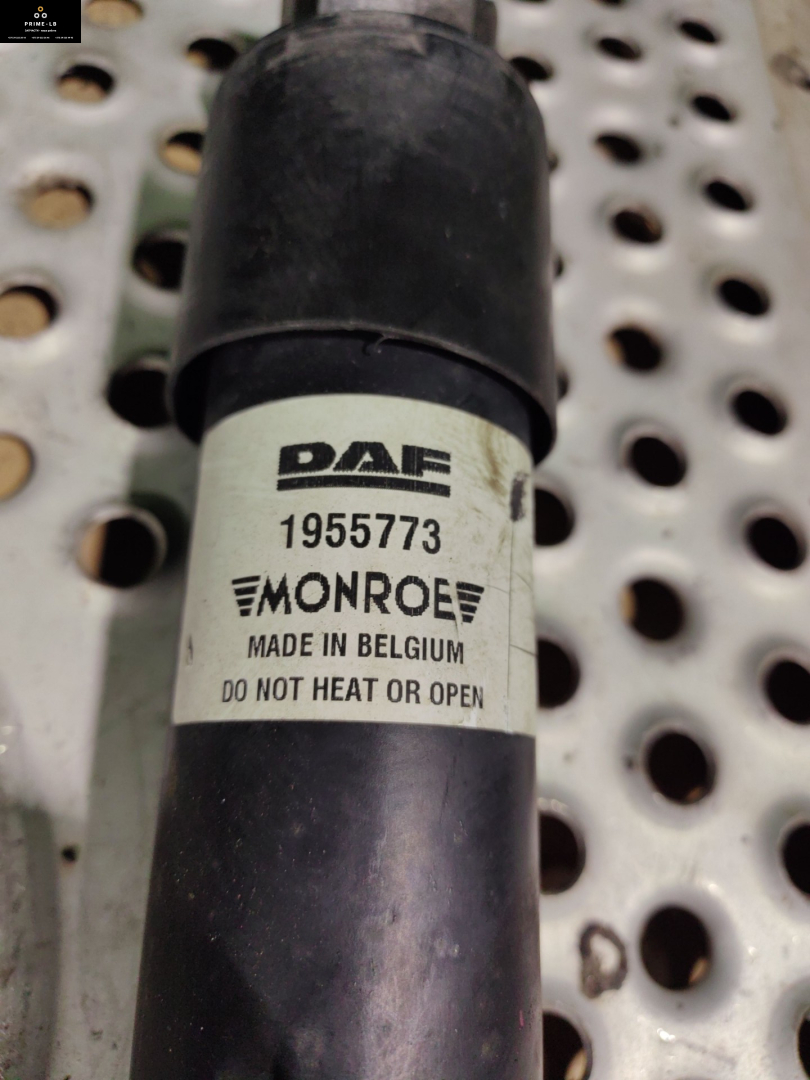 PRIME-LB
DAF
1955773
MONROE
MADE IN BELGIUM
DO NOT HEAT OR OPEN